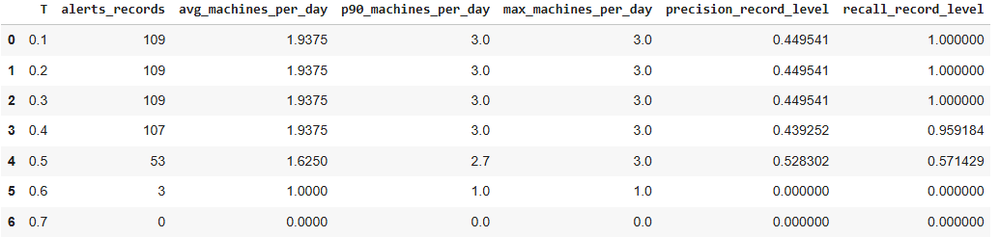 T alerts_records avg_machines_per_day p90_machines_per_day max_machines_per_day precision_record_level recall_record_level
0 0.1 109 1.9375 3.0 3.0 0.449541 1.000000
1 0.2 109 1.9375 3.0 3.0 0.449541 1.000000
2 0.3 109 1.9375 3.0 3.0 0.449541 1.000000
3 0.4 107 1.9375 3.0 3.0 0.439252 0.959184
4 0.5 53 1.6250 2.7 3.0 0.528302 0.571429
5 0.6 3 1.0000 1.0 1.0 0.000000 0.000000
6 0.7 0 0.0000 0.0 0.0 0.000000 0.000000